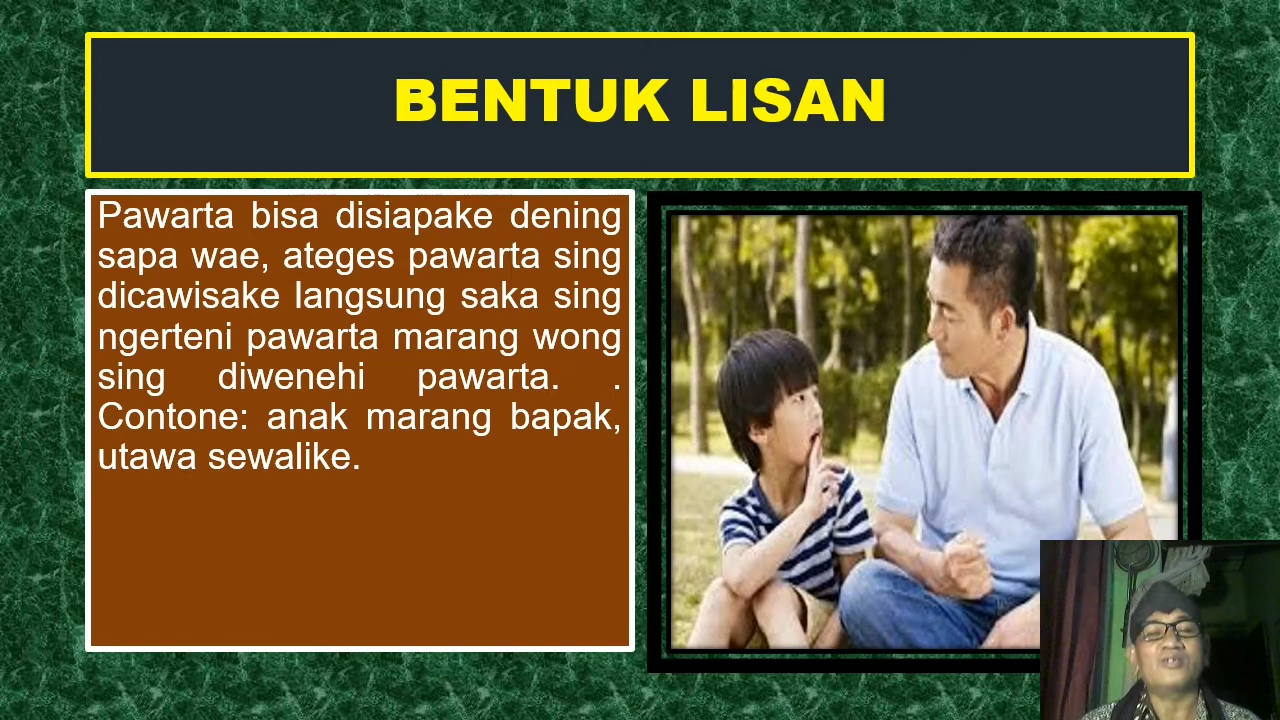 BENTUK LISAN
Pawarta bisa disiapake dening
sapa wae, ateges pawarta sing
dicawisake langsung saka sing
ngerteni pawarta marang wong
sing diwenehi pawarta. .
Contone: anak marang bapak,
utawa sewalike.